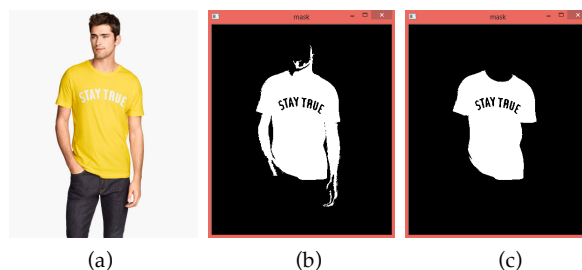 mask
mask
STAY TRUE
STAY TRUE
STAY TRUE
(a)
(b)
(c)